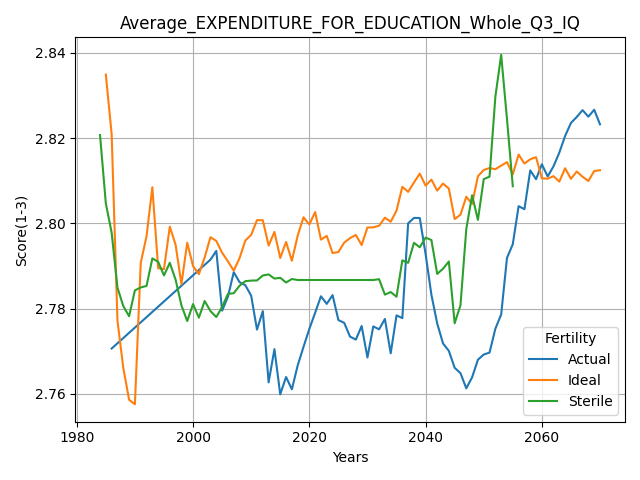 Average_EXPENDITURE_FOR_EDUCATION_Whole_Q3_IQ
2.84
2.82
2.80
2.78
2.76
Score(1-3)
1980
2000
2020
2040
2060
Years
Fertility
Actual
Ideal
Sterile